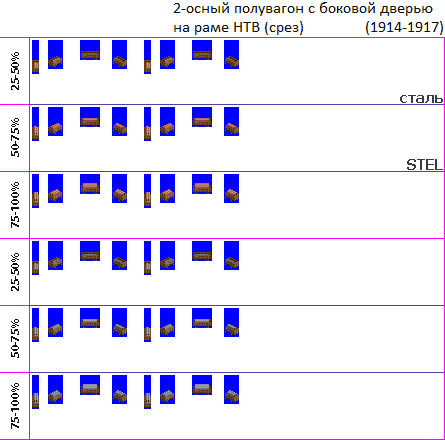 2-осный полувагон с боковой дверью
на раме НТВ (срез) (1914-1917)
25-50%
сталь
50-75%
STEL
75-100%
25-50%
50-75%
75-100%